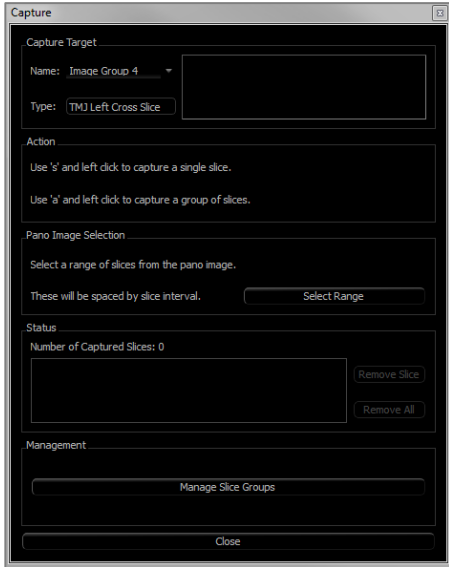 Capture
Capture Target
Name: Image Group 4
Type: TMJ Left Cross Slice
Action
Use 's' and left click to capture a single slice.
Use 'a' and left click to capture a group of slices.
Pano Image Selection
Select a range of slices from the pano image.
These will be spaced by slice interval. Select Range
Status
Number of Captured Slices: 0
Remove Slice
Remove All
Management
Manage Slice Groups
Close